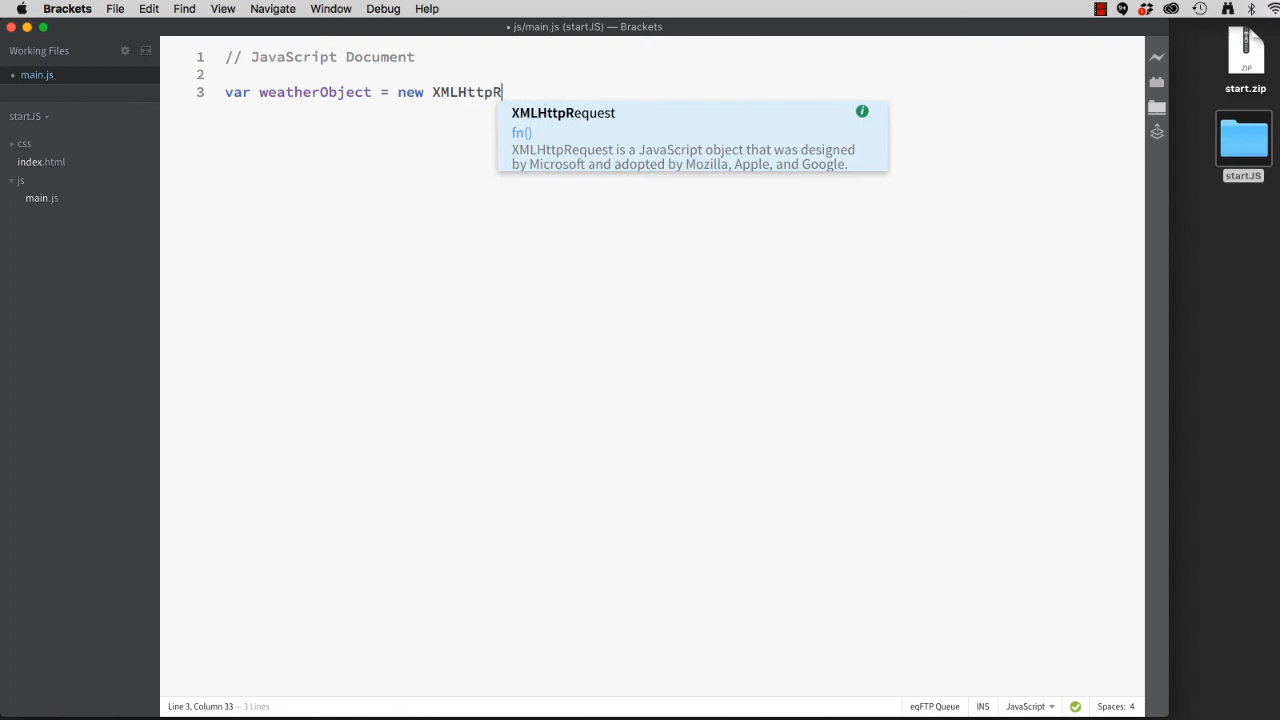 Brackets File Edit Find View Navigate Window Debug Help
• js/main.js (startJS) — Brackets
Working Files
• main.js
startJS
css
index.html
js
main.js
1 // JavaScript Document
2
3 var weatherObject = new XMLHttpR
XMLHttpRequest
fn()
XMLHttpRequest is a JavaScript object that was designed
by Microsoft and adopted by Mozilla, Apple, and Google.
ZIP
start.zip
startJS
Line 3, Column 33 — 3 Lines
eqFTP Queue INS JavaScript Spaces: 4